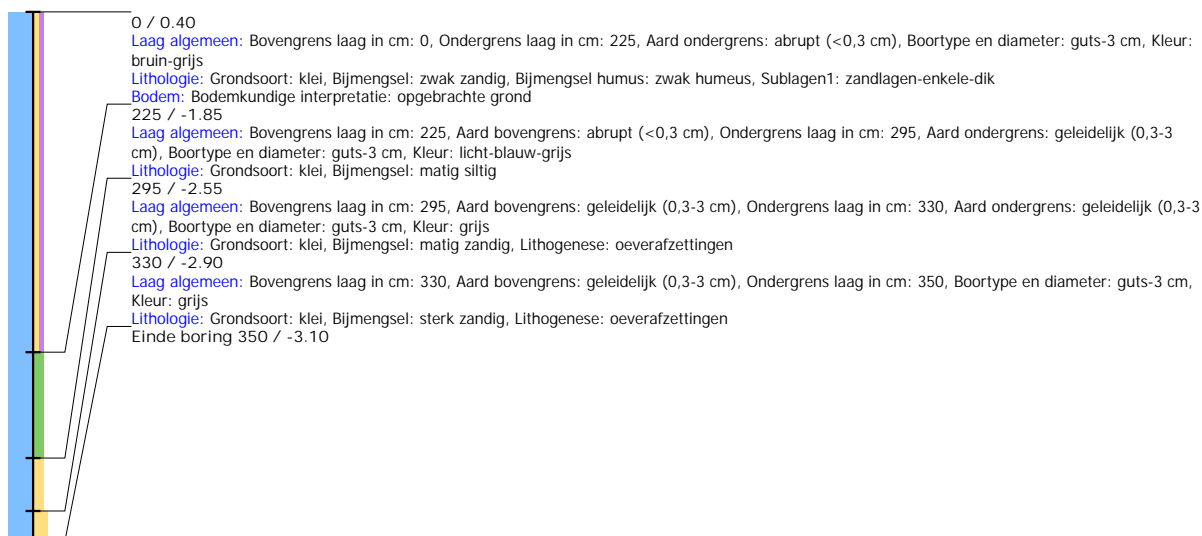 0 / 0.40
Laag algemeen: Bovengrens laag in cm: 0, Ondergrens laag in cm: 225, Aard ondergrens: abrupt (<0,3 cm), Boortype en diameter: guts-3 cm, Kleur:
bruin-grijs
Lithologie: Grondsoort: klei, Bijmengsel: zwak zandig, Bijmengsel humus: zwak humeus, Sublagen1: zandlagen-enkele-dik
Bodem: Bodemkundige interpretatie: opgebrachte grond
225 / -1.85
Laag algemeen: Bovengrens laag in cm: 225, Aard bovengrens: abrupt (<0,3 cm), Ondergrens laag in cm: 295, Aard ondergrens: geleidelijk (0,3-3
cm), Boortype en diameter: guts-3 cm, Kleur: licht-blauw-grijs
Lithologie: Grondsoort: klei, Bijmengsel: matig siltig
295 / -2.55
Laag algemeen: Bovengrens laag in cm: 295, Aard bovengrens: geleidelijk (0,3-3 cm), Ondergrens laag in cm: 330, Aard ondergrens: geleidelijk (0,3-3
cm), Boortype en diameter: guts-3 cm, Kleur: grijs
Lithologie: Grondsoort: klei, Bijmengsel: matig zandig, Lithogenese: oeverafzettingen
330 / -2.90
Laag algemeen: Bovengrens laag in cm: 330, Aard bovengrens: geleidelijk (0,3-3 cm), Ondergrens laag in cm: 350, Boortype en diameter: guts-3 cm,
Kleur: grijs
Lithologie: Grondsoort: klei, Bijmengsel: sterk zandig, Lithogenese: oeverafzettingen
Einde boring 350 / -3.10